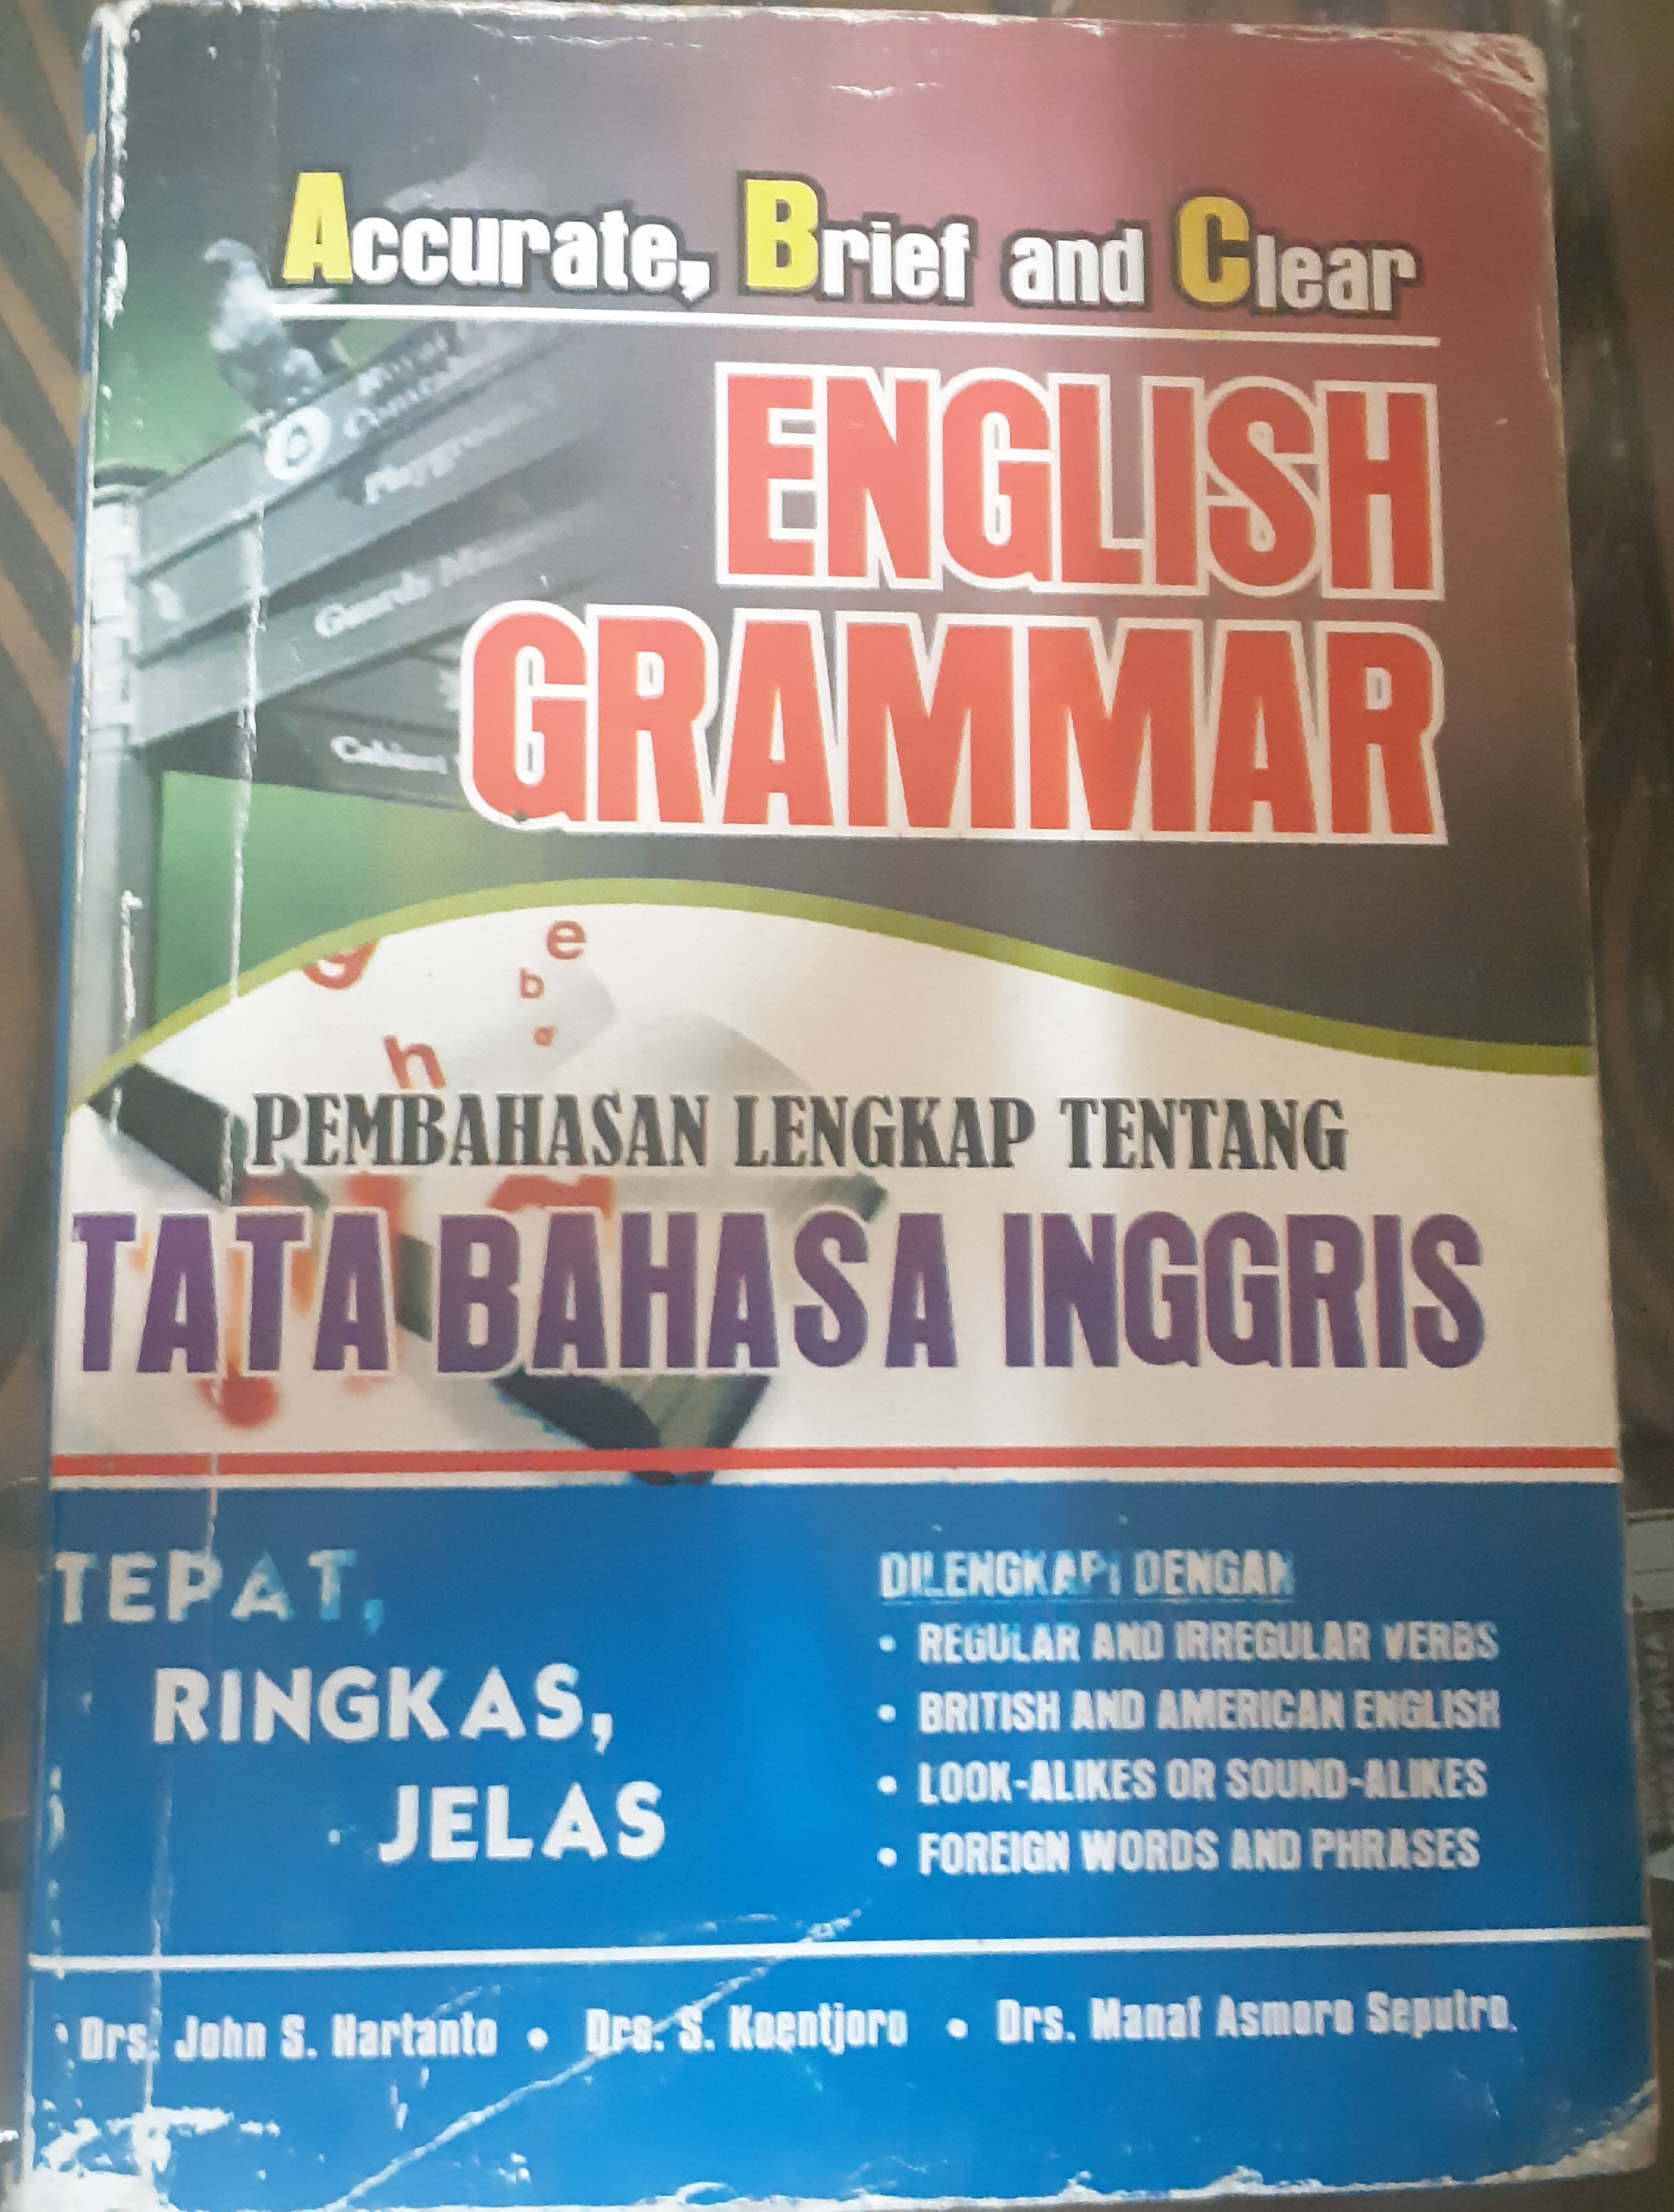 Accurate, Brief and Clear
ENGLISH
GRAMMAR
Playground
Guards
g
e
b
a
h
PEMBAHASAN LENGKAP TENTANG
TATA BAHASA INGGRIS
TEPAT,
RINGKAS,
JELAS
DILENGKAPI DENGAN
• REGULAR AND IRREGULAR VERBS
• BRITISH AND AMERICAN ENGLISH
• LOOK-ALIKES OR SOUND-ALIKES
• FOREIGN WORDS AND PHRASES
Drs. John S. Hartanto • Drs. S. Koentjoro • Drs. Manaf Asmoro Seputro